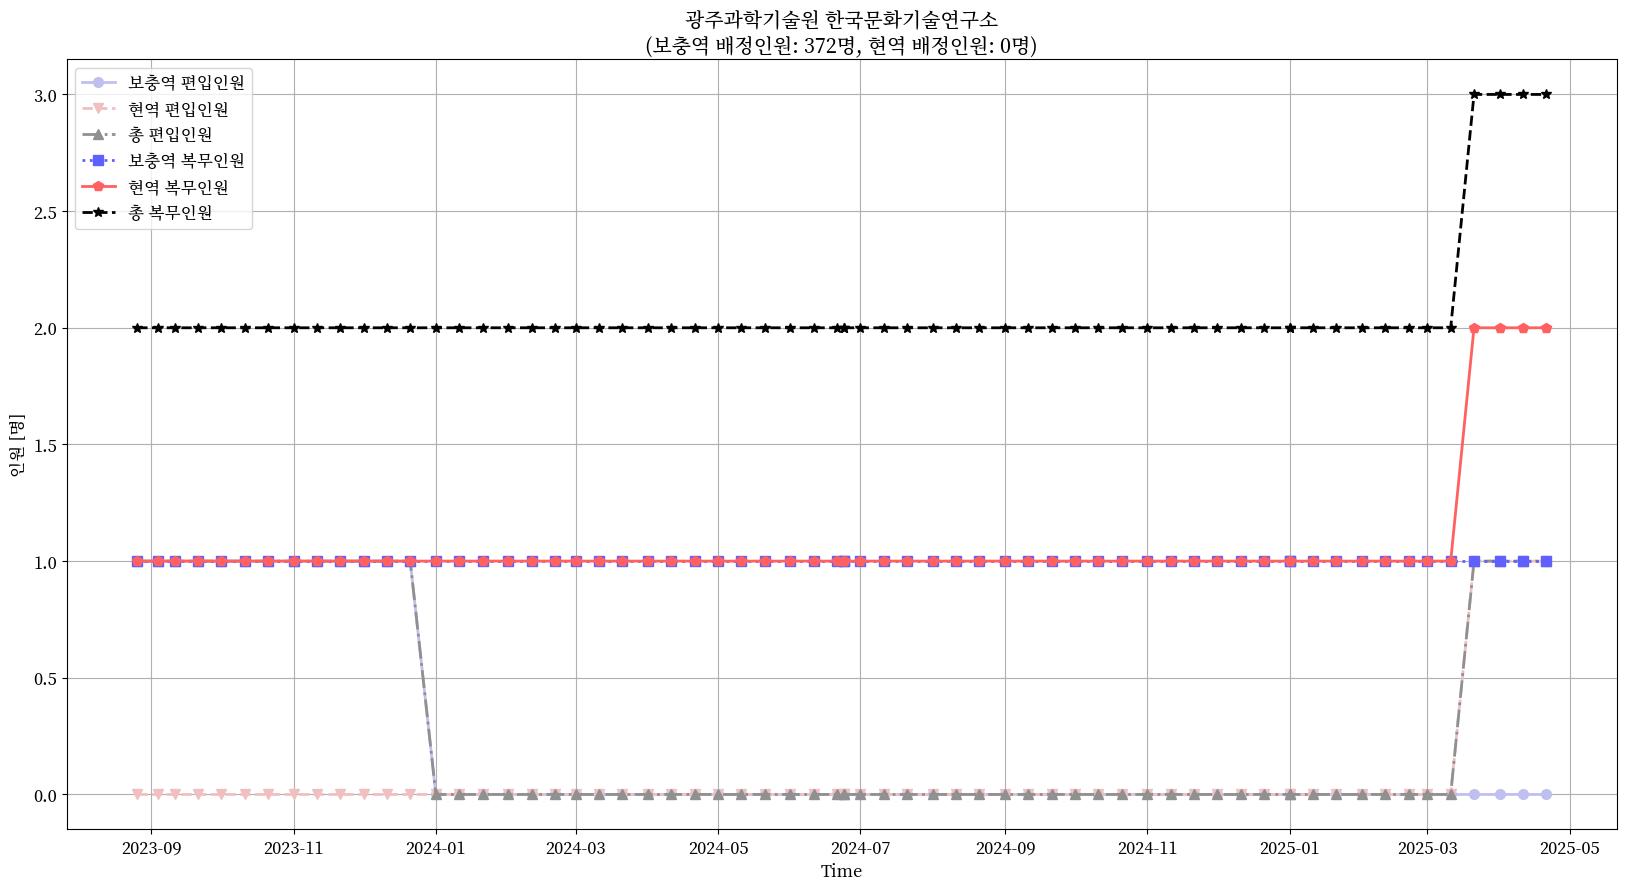 광주과학기술원 한국문화기술연구소
(보충역 배정인원: 372명, 현역 배정인원: 0명)
보충역 편입인원
현역 편입인원
총 편입인원
보충역 복무인원
현역 복무인원
총 복무인원
3.0
2.5
2.0
1.5
1.0
0.5
0.0
인원 [명]
2023-09
2023-11
2024-01
2024-03
2024-05
2024-07
2024-09
2024-11
2025-01
2025-03
2025-05
Time